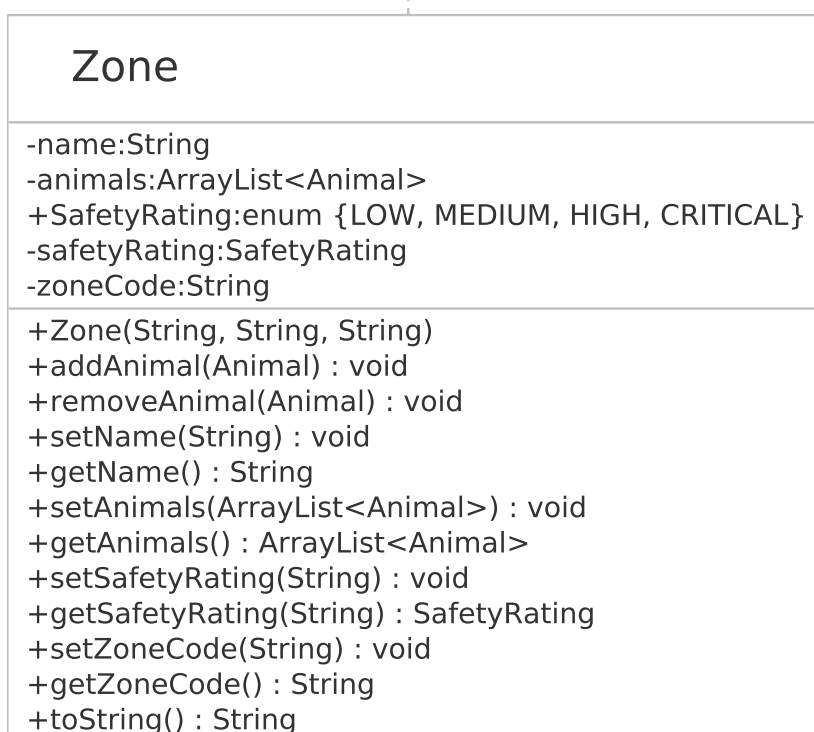 Zone
-name:String
-animals:ArrayList<Animal>
+SafetyRating:enum {LOW, MEDIUM, HIGH, CRITICAL}
-safetyRating:SafetyRating
-zoneCode:String
+Zone(String, String, String)
+addAnimal(Animal) : void
+removeAnimal(Animal) : void
+setName(String) : void
+getName() : String
+setAnimals(ArrayList<Animal>) : void
+getAnimals() : ArrayList<Animal>
+setSafetyRating(String) : void
+getSafetyRating(String) : SafetyRating
+setZoneCode(String) : void
+getZoneCode() : String
+toString() : String